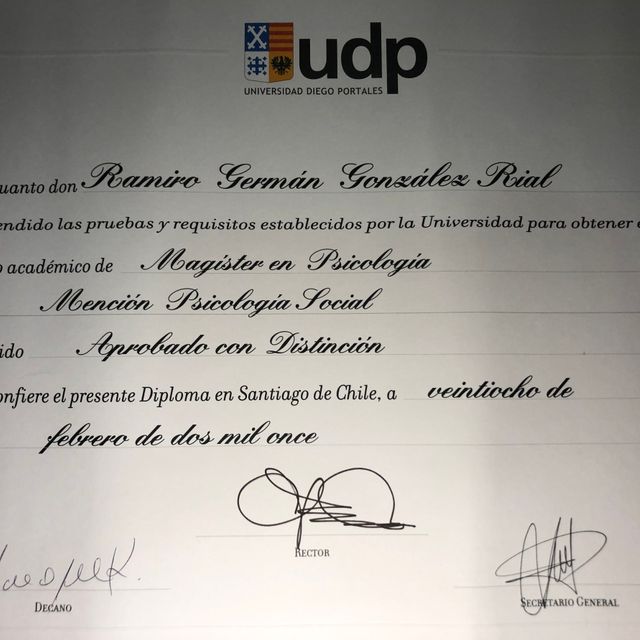 udp
UNIVERSIDAD DIEGO PORTALES
uanto don Ramiro Germán González Rial
endido las pruebas y requisitos establecidos por la Universidad para obtener e
o académico de Magíster en Psicología
Mención Psicología Social
ido Aprobado con Distinción
onfiere el presente Diploma en Santiago de Chile, a veintiocho de
febrero de dos mil once
RECTOR
DECANO
SECRETARIO GENERAL